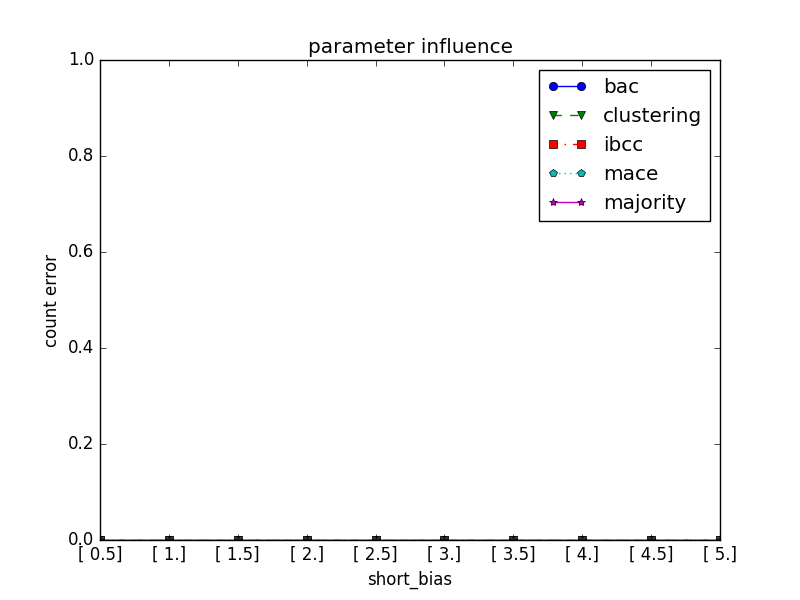 parameter influence
1.0
0.8
0.6
0.4
0.2
0.0
count error
bac
clustering
ibcc
mace
majority
[ 0.5] [ 1.] [ 1.5] [ 2.] [ 2.5] [ 3.] [ 3.5] [ 4.] [ 4.5] [ 5.]
short_bias